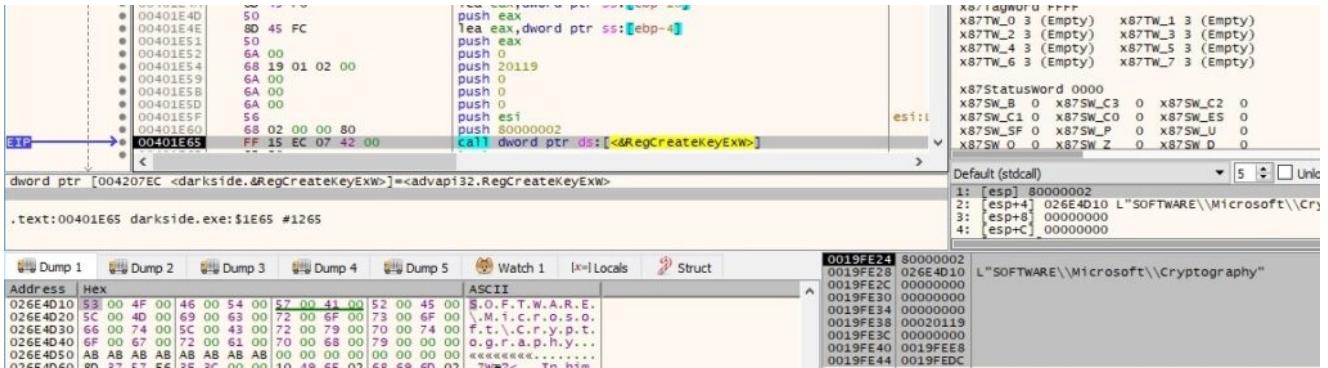 50 push eax
00401E4E 8D 45 FC lea eax,dword ptr ss:[ebp-4]
00401E51 50 push eax
00401E52 6A 00 push 0
00401E54 68 19 01 02 00 push 20119
00401E59 6A 00 push 0
00401E5B 6A 00 push 0
00401E5D 6A 00 push 0
00401E5F 56 push esi
00401E60 68 02 00 00 80 push 80000002
EIP 00401E65 FF 15 EC 07 42 00 call dword ptr ds:[<&RegCreateKeyExW>]
x87TW_0 3 (Empty) x87TW_1 3 (Empty)
x87TW_2 3 (Empty) x87TW_3 3 (Empty)
x87TW_4 3 (Empty) x87TW_5 3 (Empty)
x87TW_6 3 (Empty) x87TW_7 3 (Empty)
x87StatusWord 0000
x87SW_B 0 x87SW_C3 0 x87SW_C2 0
x87SW_C1 0 x87SW_C0 0 x87SW_ES 0
x87SW_SF 0 x87SW_P 0 x87SW_U 0
x87SW_O 0 x87SW_Z 0 x87SW_D 0
dword ptr [004207EC <darkside.&RegCreateKeyExW>]=<advapi32.RegCreateKeyExW>
.text:00401E65 darkside.exe:$1E65 #1265
Default (stdcall) 5
1: [esp] 80000002
2: [esp+4] 026E4D10 L"SOFTWARE\\Microsoft\\Cry
3: [esp+8] 00000000
4: [esp+C] 00000000
Dump 1 Dump 2 Dump 3 Dump 4 Dump 5 Watch 1 [x=] Locals Struct
Address Hex ASCII
026E4D10 53 00 4F 00 46 00 54 00 57 00 41 00 52 00 45 00 S.O.F.T.W.A.R.E.
026E4D20 5C 00 4D 00 69 00 63 00 72 00 6F 00 73 00 6F 00 \.M.i.c.r.o.s.o.
026E4D30 66 00 74 00 5C 00 43 00 72 00 79 00 70 00 74 00 f.t.\.C.r.y.p.t.
026E4D40 6F 00 67 00 72 00 61 00 70 00 68 00 79 00 00 00 o.g.r.a.p.h.y...
026E4D50 AB AB AB AB AB AB AB AB 00 00 00 00 00 00 00 00 ««««««««........
0019FE24 80000002
0019FE28 026E4D10 L"SOFTWARE\\Microsoft\\Cryptography"
0019FE2C 00000000
0019FE30 00000000
0019FE34 00000000
0019FE38 00020119
0019FE3C 00000000
0019FE40 0019FEE8
0019FE44 0019FEDC